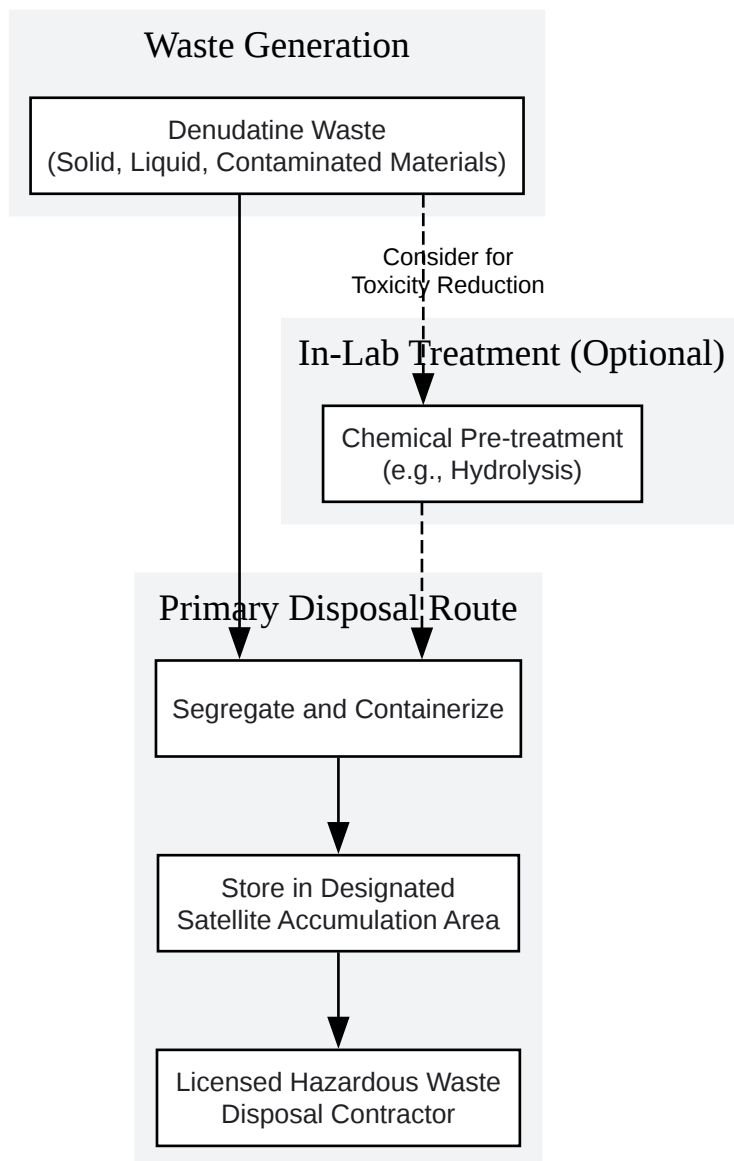 Waste Generation
Denudatine Waste
(Solid, Liquid, Contaminated Materials)
Consider for
Toxicity Reduction
In-Lab Treatment (Optional)
Chemical Pre-treatment
(e.g., Hydrolysis)
Primary Disposal Route
Segregate and Containerize
Store in Designated
Satellite Accumulation Area
Licensed Hazardous Waste
Disposal Contractor